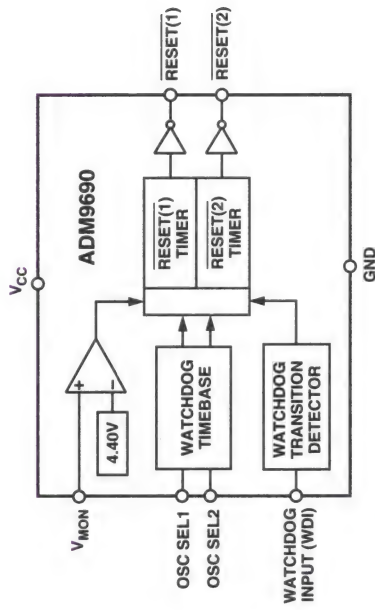 VCC
ADM9690
VMON
+
−
4.40V
OSC SEL1
OSC SEL2
WATCHDOG
TIMEBASE
RESET(1)
TIMER
RESET(2)
TIMER
RESET(1)
RESET(2)
WATCHDOG
INPUT (WDI)
WATCHDOG
TRANSITION
DETECTOR
GND